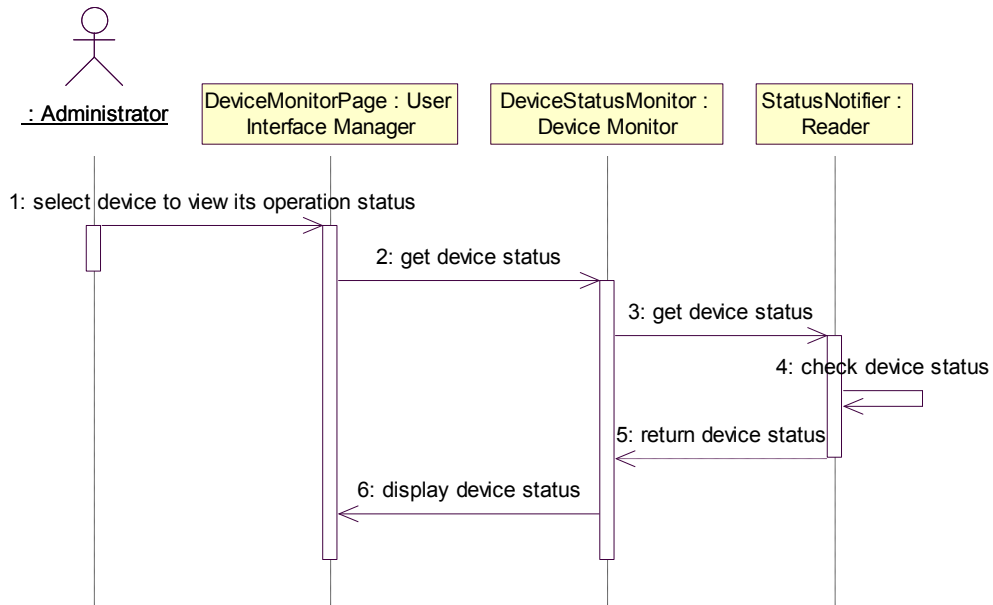 : Administrator
DeviceMonitorPage : User
Interface Manager
DeviceStatusMonitor :
Device Monitor
StatusNotifier :
Reader
1: select device to view its operation status
2: get device status
3: get device status
4: check device status
5: return device status
6: display device status